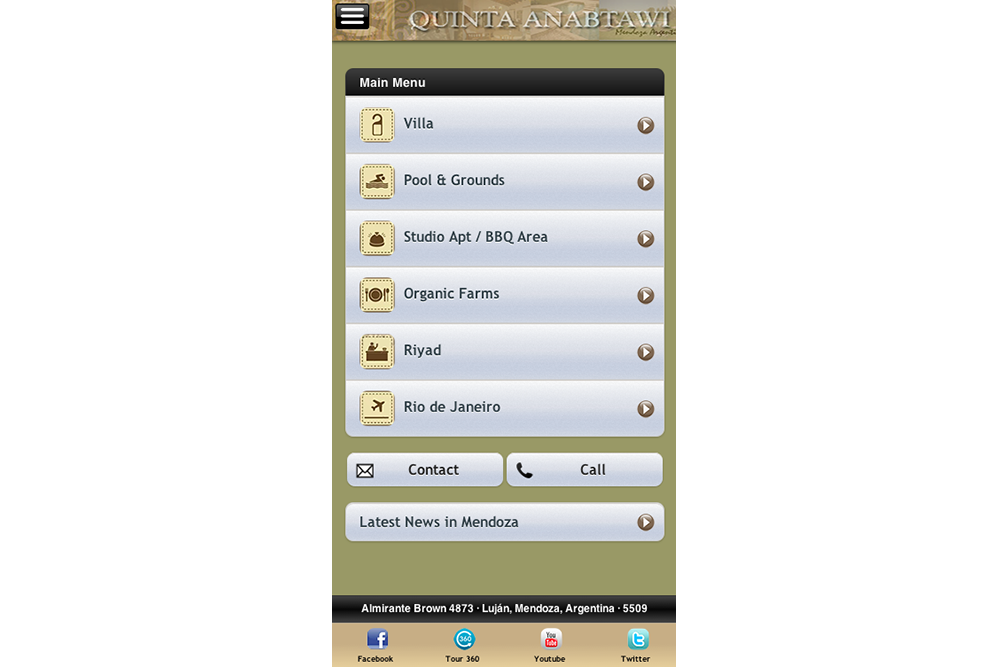 QUINTA ANABTAWI
Mendoza Argenti
Main Menu
Villa
Pool & Grounds
Studio Apt / BBQ Area
Organic Farms
Riyad
Rio de Janeiro
Contact
Call
Latest News in Mendoza
Almirante Brown 4873 · Luján, Mendoza, Argentina · 5509
360
You
Tube
t
Facebook
Tour 360
Youtube
Twitter